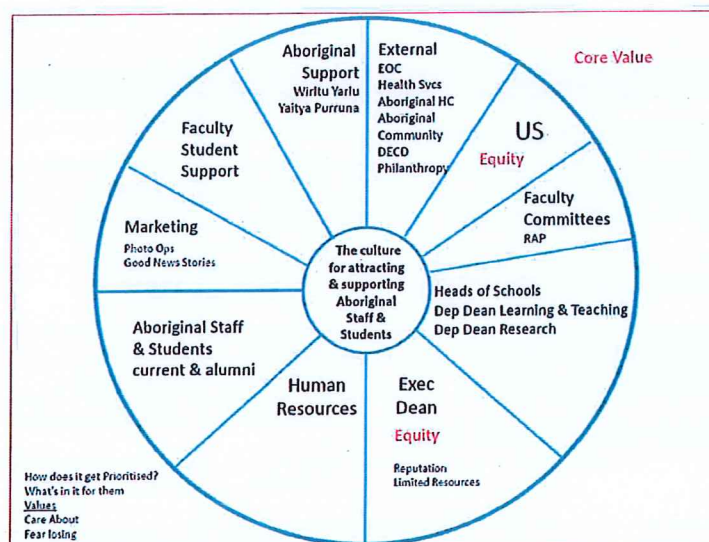 Core Value
Aboriginal
Support
Wirltu Yarlu
Yaitya Purruna
External
EOC
Health Svcs
Aboriginal HC
Aboriginal
Community
DECD
Philanthropy
US
Equity
Faculty
Committees
RAP
Heads of Schools
Dep Dean Learning & Teaching
Dep Dean Research
Exec
Dean
Equity
Reputation
Limited Resources
Human
Resources
Aboriginal Staff
& Students
current & alumni
Marketing
Photo Ops
Good News Stories
Faculty
Student
Support
The culture
for attracting
& supporting
Aboriginal
Staff &
Students
How does it get Prioritised?
What's in it for them
Values
Care About
Fear losing